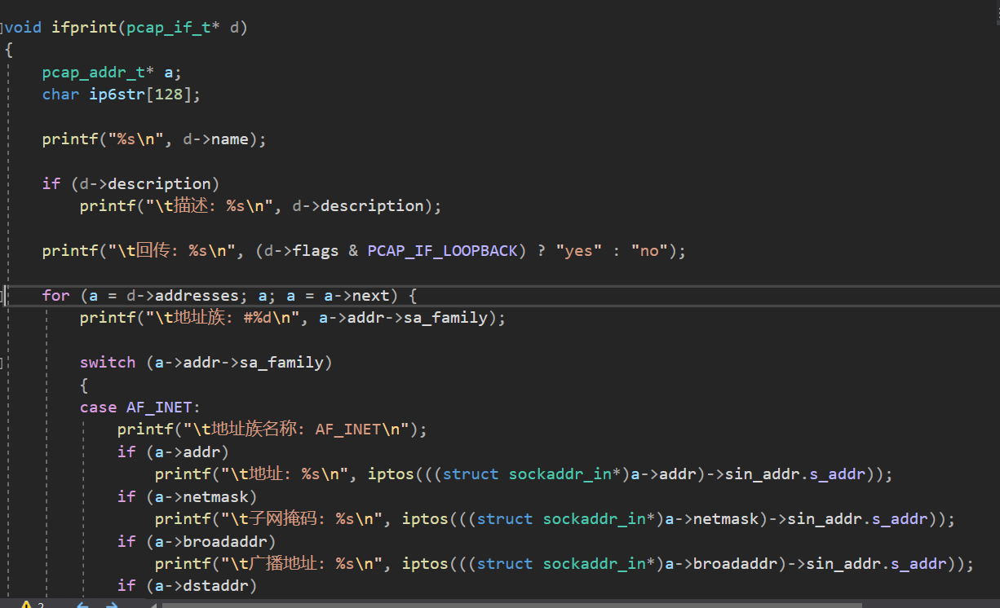 void ifprint(pcap_if_t* d)
{
pcap_addr_t* a;
char ip6str[128];
printf("%s\n", d->name);
if (d->description)
printf("\t描述: %s\n", d->description);
printf("\t回传: %s\n", (d->flags & PCAP_IF_LOOPBACK) ? "yes" : "no");
for (a = d->addresses; a; a = a->next) {
printf("\t地址族: #%d\n", a->addr->sa_family);
switch (a->addr->sa_family)
{
case AF_INET:
printf("\t地址族名称: AF_INET\n");
if (a->addr)
printf("\t地址: %s\n", iptos(((struct sockaddr_in*)a->addr)->sin_addr.s_addr));
if (a->netmask)
printf("\t子网掩码: %s\n", iptos(((struct sockaddr_in*)a->netmask)->sin_addr.s_addr));
if (a->broadaddr)
printf("\t广播地址: %s\n", iptos(((struct sockaddr_in*)a->broadaddr)->sin_addr.s_addr));
if (a->dstaddr)